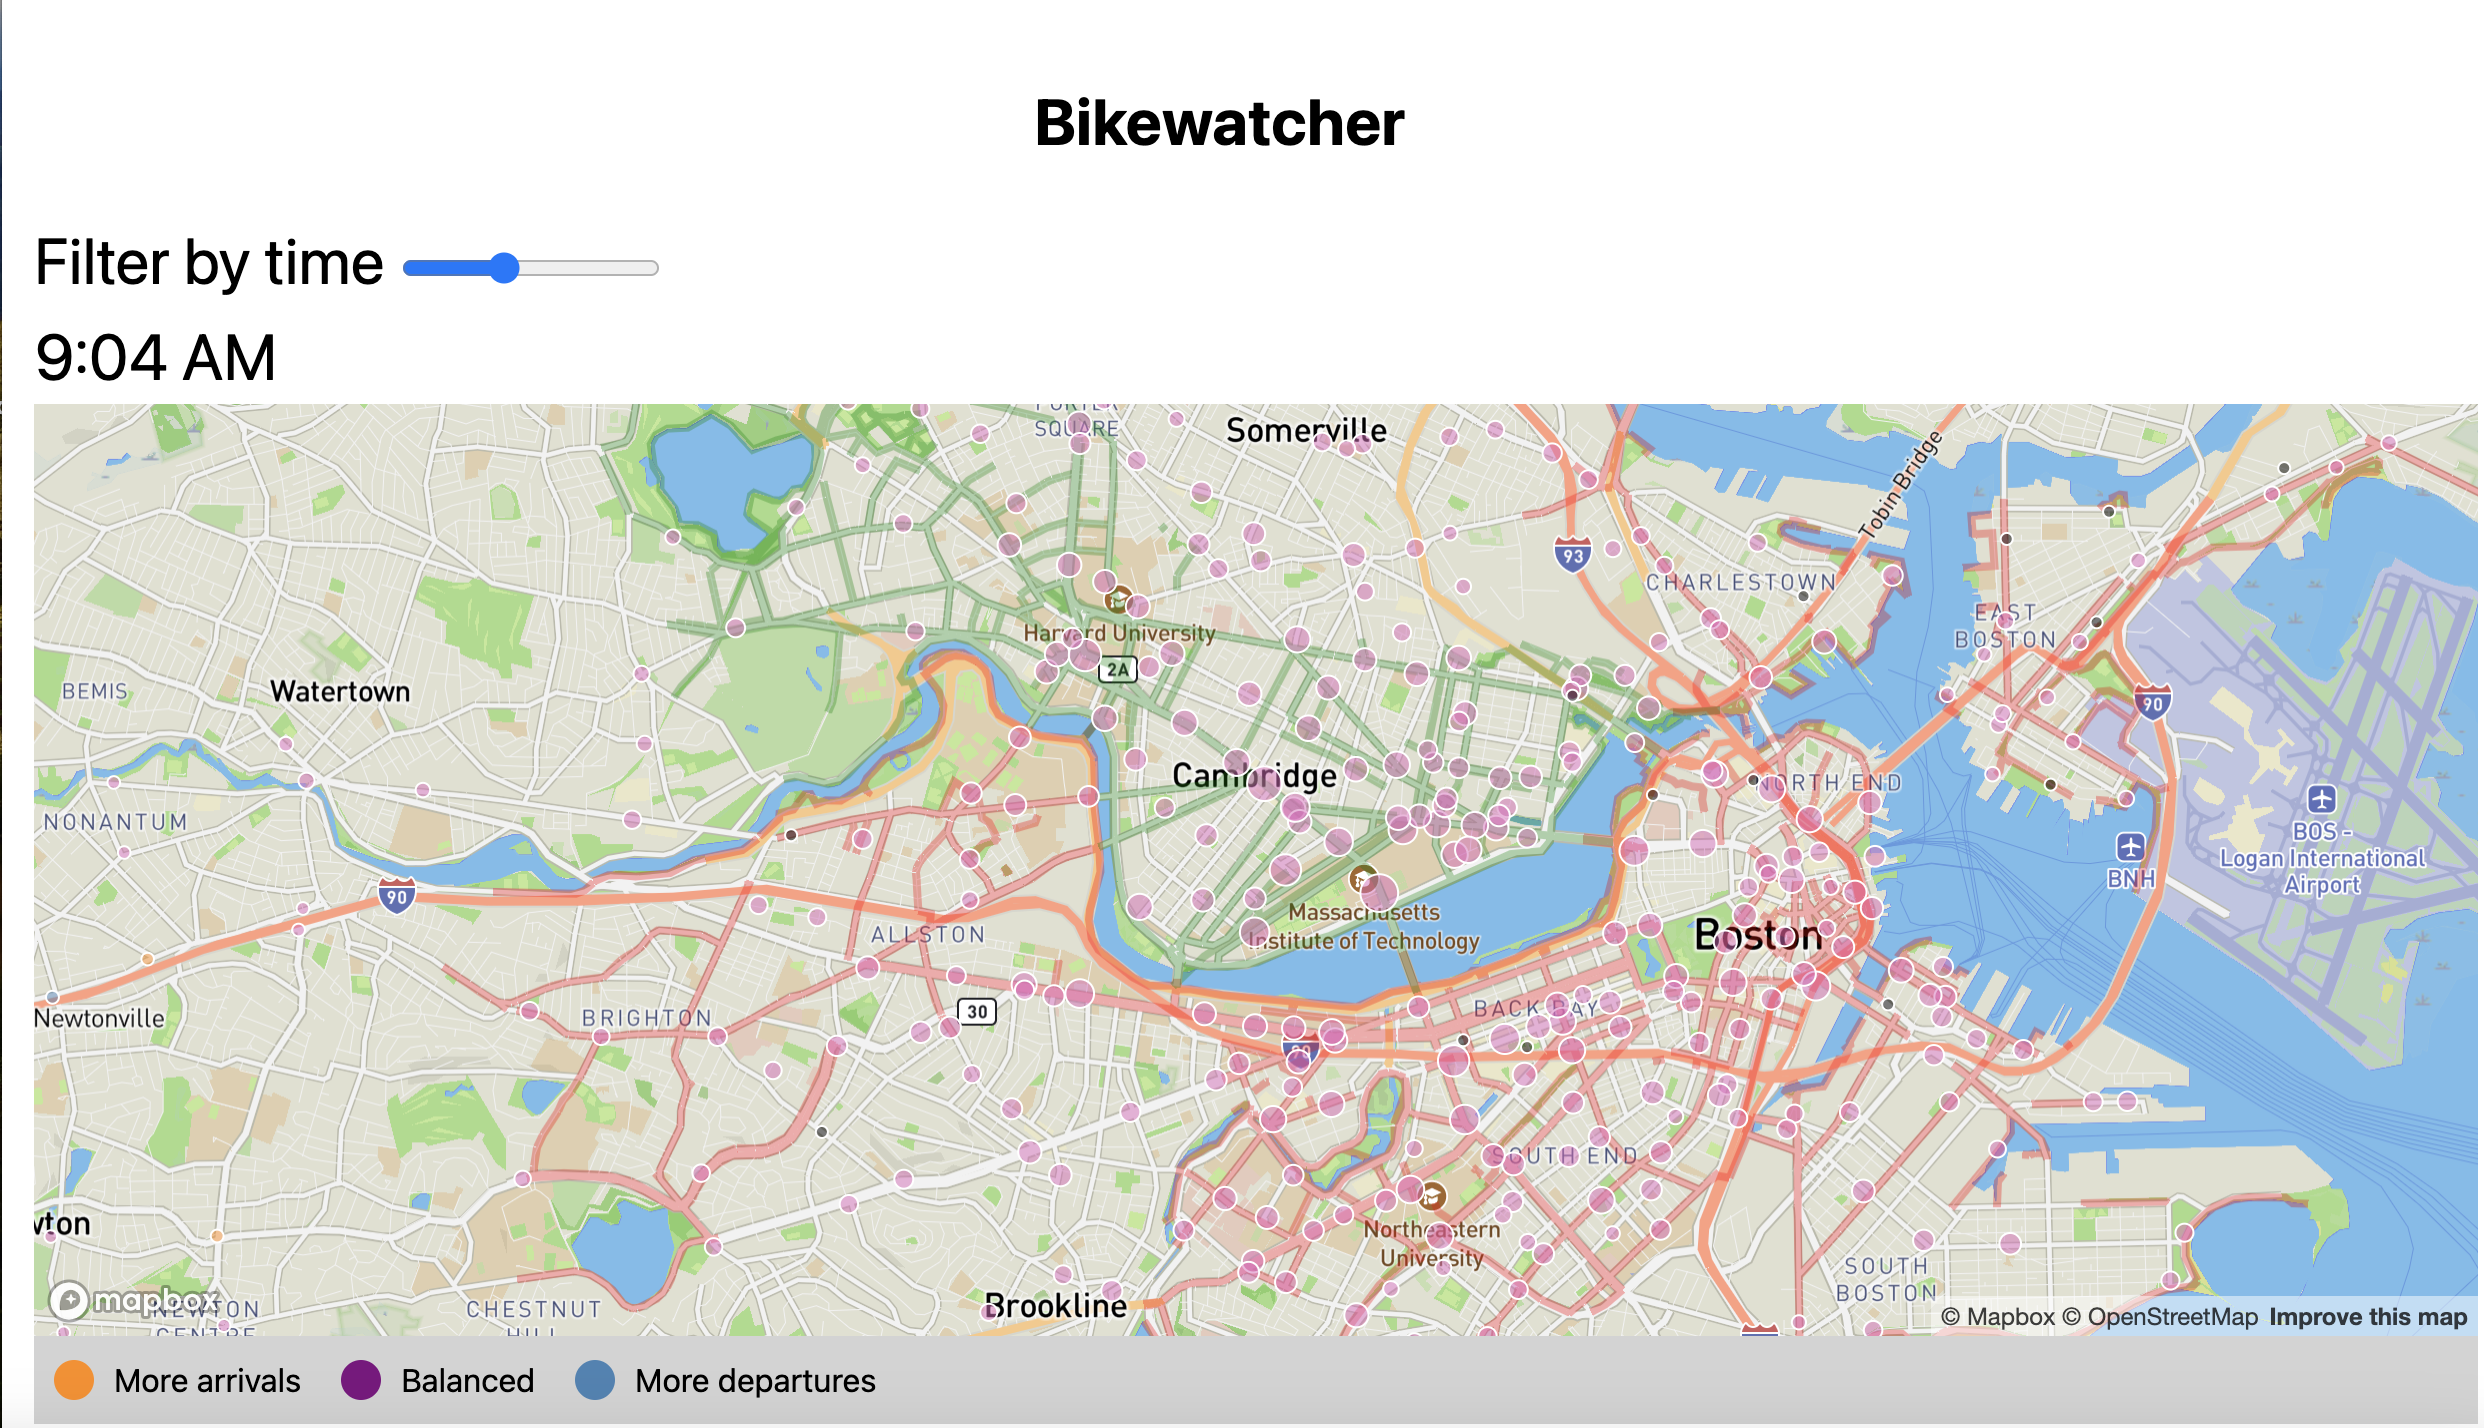 Bikewatcher
Filter by time
9:04 AM
PORTER
SQUARE
Somerville
Tobin Bridge
93
CHARLESTOWN
EAST
BOSTON
Harvard University
2A
BEMIS
Watertown
90
Cambridge
NORTH END
NONANTUM
BOS -
Logan International
Airport
BNH
90
Massachusetts
Institute of Technology
ALLSTON
Boston
30
BACK BAY
Newtonville
BRIGHTON
90
SOUTH END
wton
Northeastern
University
SOUTH
BOSTON
mapbox
NEWTON
CENTRE
CHESTNUT
HILL
Brookline
© Mapbox © OpenStreetMap Improve this map
More arrivals Balanced More departures